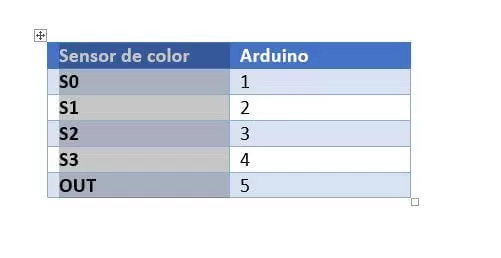 Sensor de color Arduino
S0 1
S1 2
S2 3
S3 4
OUT 5